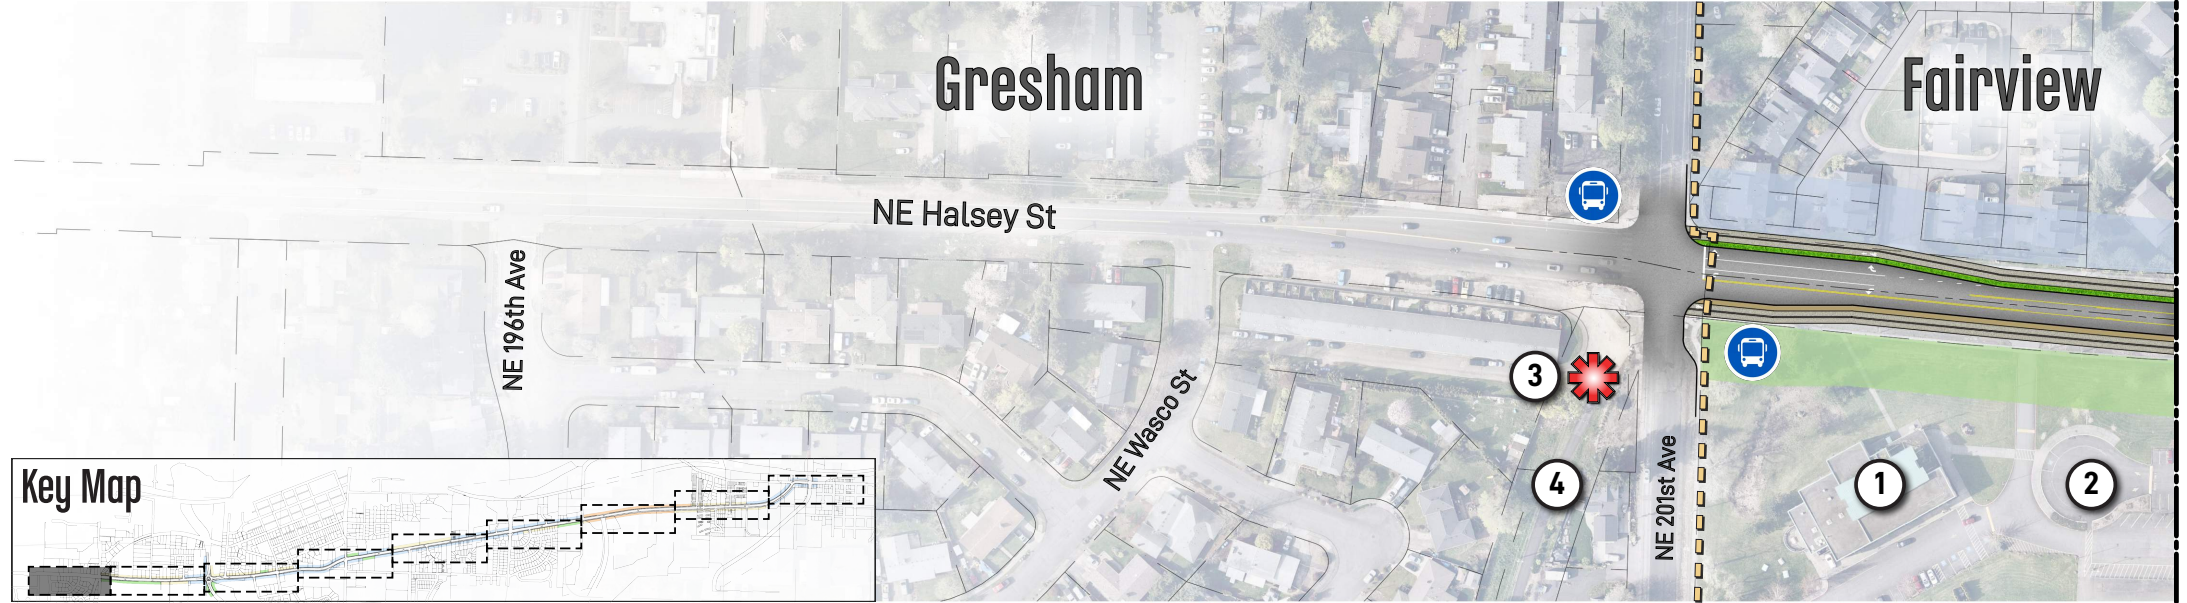 Gresham
Fairview
NE Halsey St
NE 196th Ave
NE Wasco St
3
4
NE 201st Ave
1
2
Key Map